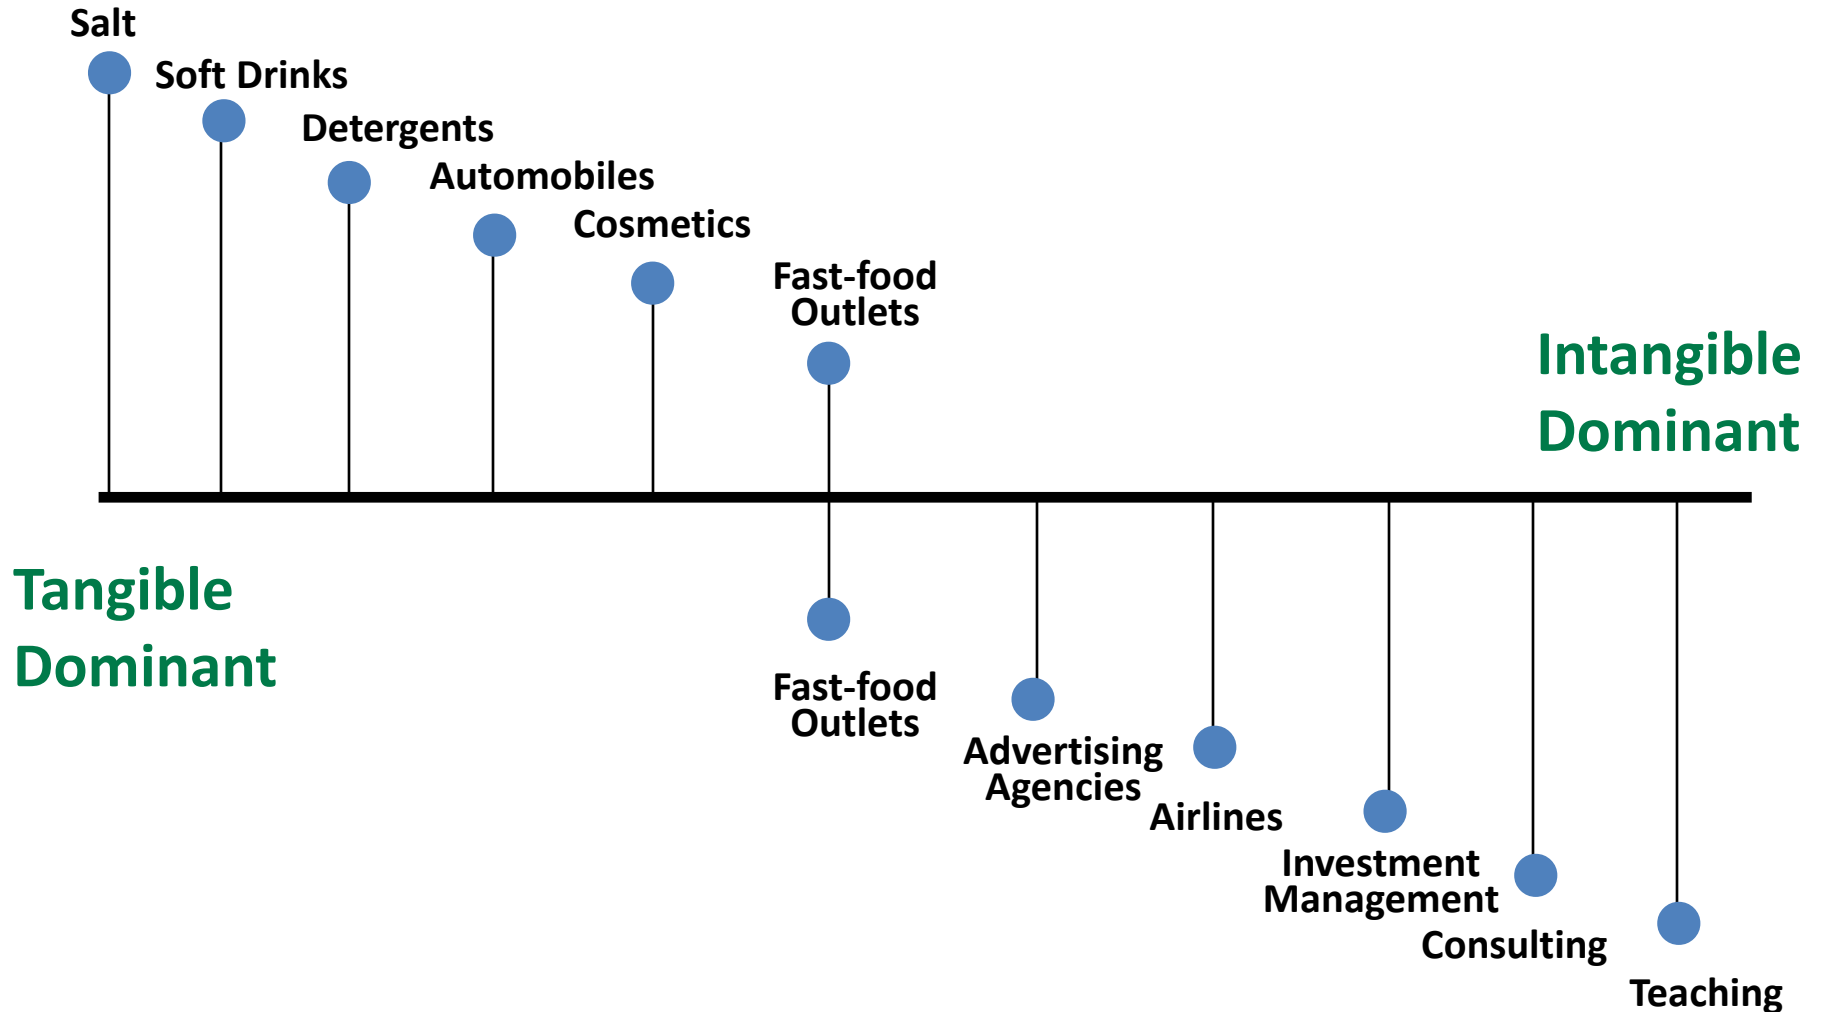 Salt
Soft Drinks
Detergents
Automobiles
Cosmetics
Fast-food
Outlets
Intangible
Dominant
Tangible
Dominant
Fast-food
Outlets
Advertising
Agencies
Airlines
Investment
Management
Consulting
Teaching